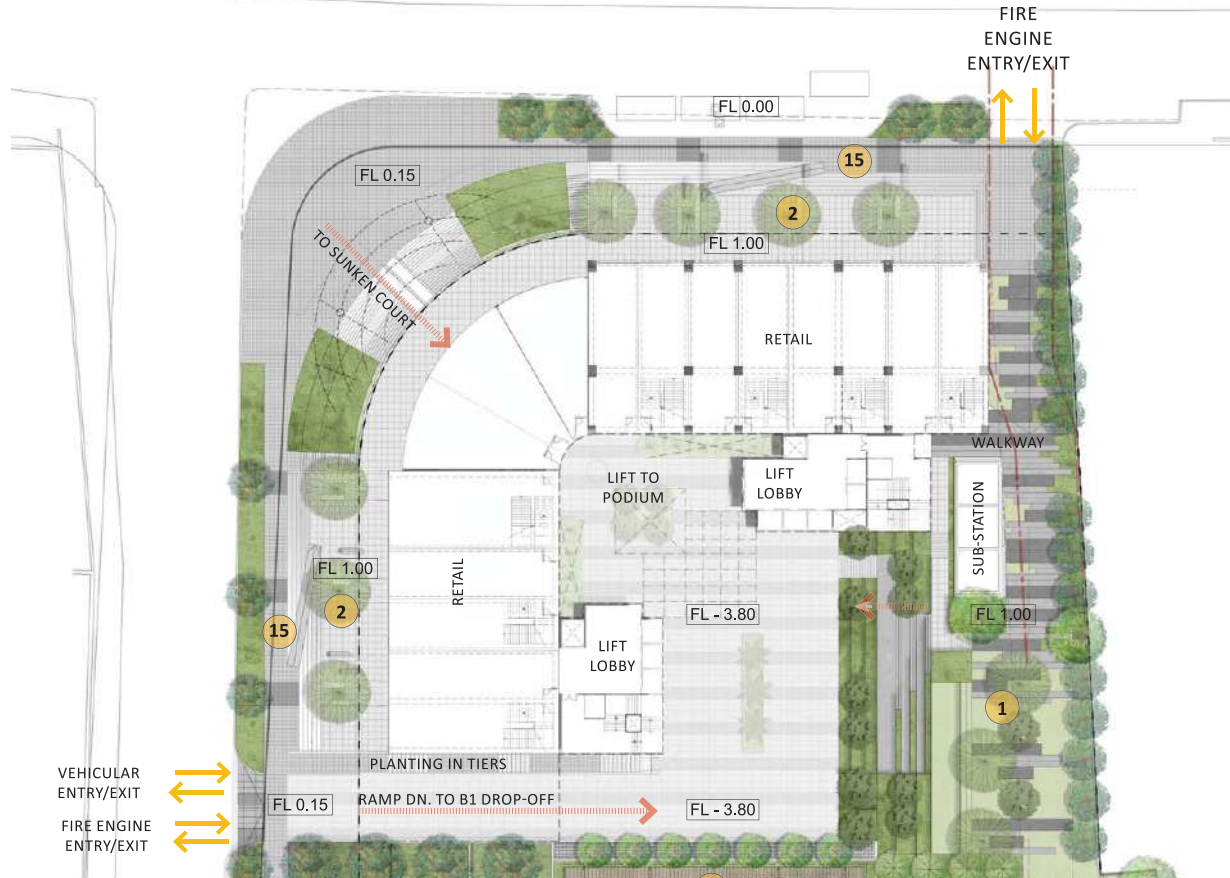 FIRE
ENGINE
ENTRY/EXIT
FL 0.00
15
FL 0.15
2
TO SUNKEN COURT
FL 1.00
RETAIL
WALKWAY
LIFT TO
PODIUM
LIFT
LOBBY
SUB-STATION
FL 1.00
RETAIL
2
15
FL - 3.80
FL 1.00
LIFT
LOBBY
1
PLANTING IN TIERS
VEHICULAR
ENTRY/EXIT
FL 0.15
RAMP DN. TO B1 DROP-OFF
FL - 3.80
FIRE ENGINE
ENTRY/EXIT